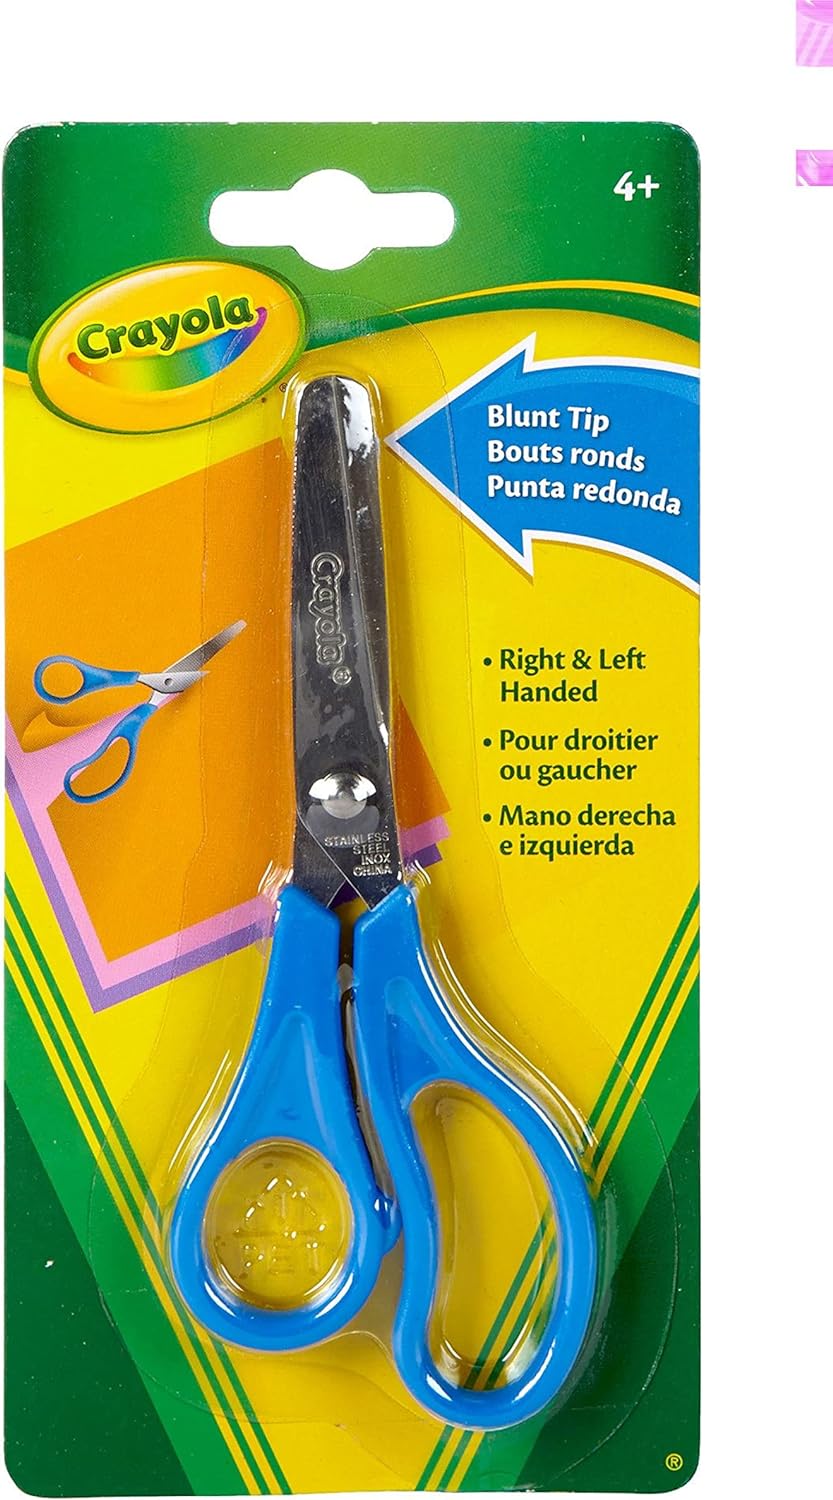 4+
Crayola
®
Blunt Tip
Bouts ronds
Punta redonda
Crayola®
• Right & Left
Handed
• Pour droitier
ou gaucher
• Mano derecha
e izquierda
STAINLESS
STEEL
INOX
CHINA
PET
®